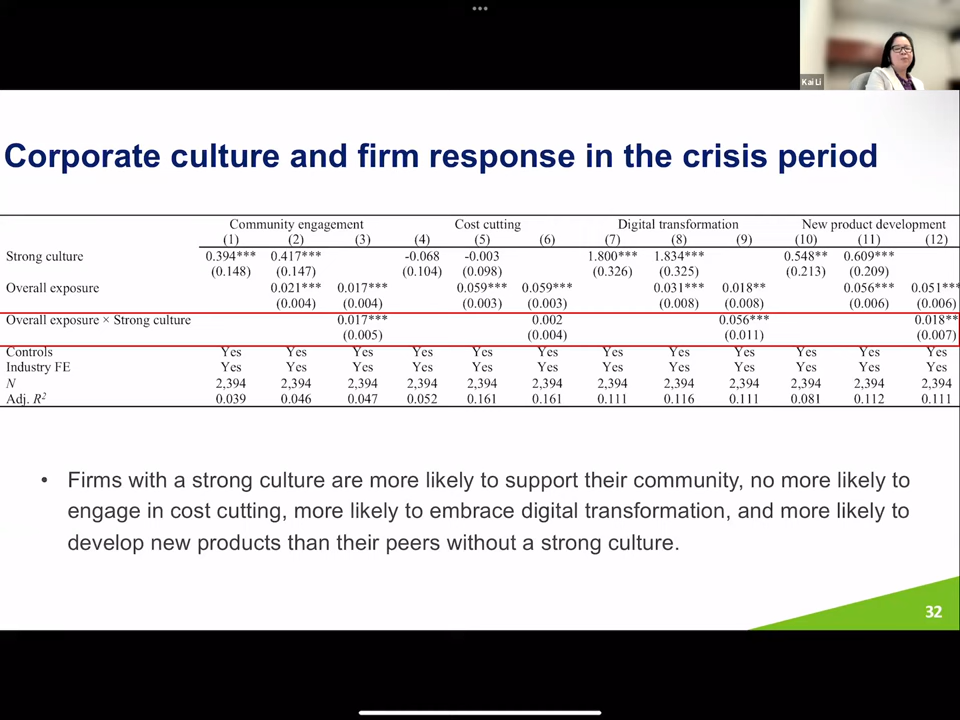 Kai Li
Corporate culture and firm response in the crisis period
Community engagement Cost cutting Digital transformation New product development
(1) (2) (3) (4) (5) (6) (7) (8) (9) (10) (11) (12)
Strong culture 0.394*** 0.417*** -0.068 -0.003 1.800*** 1.834*** 0.548** 0.609***
(0.148) (0.147) (0.104) (0.098) (0.326) (0.325) (0.213) (0.209)
Overall exposure 0.021*** 0.017*** 0.059*** 0.059*** 0.031*** 0.018** 0.056*** 0.051***
(0.004) (0.004) (0.003) (0.003) (0.008) (0.008) (0.006) (0.006)
Overall exposure × Strong culture 0.017*** 0.002 0.056*** 0.018**
(0.005) (0.004) (0.011) (0.007)
Controls Yes Yes Yes Yes Yes Yes Yes Yes Yes Yes Yes Yes
Industry FE Yes Yes Yes Yes Yes Yes Yes Yes Yes Yes Yes Yes
N 2,394 2,394 2,394 2,394 2,394 2,394 2,394 2,394 2,394 2,394 2,394 2,394
Adj. R² 0.039 0.046 0.047 0.052 0.161 0.161 0.111 0.116 0.111 0.081 0.112 0.111
• Firms with a strong culture are more likely to support their community, no more likely to
engage in cost cutting, more likely to embrace digital transformation, and more likely to
develop new products than their peers without a strong culture.
32